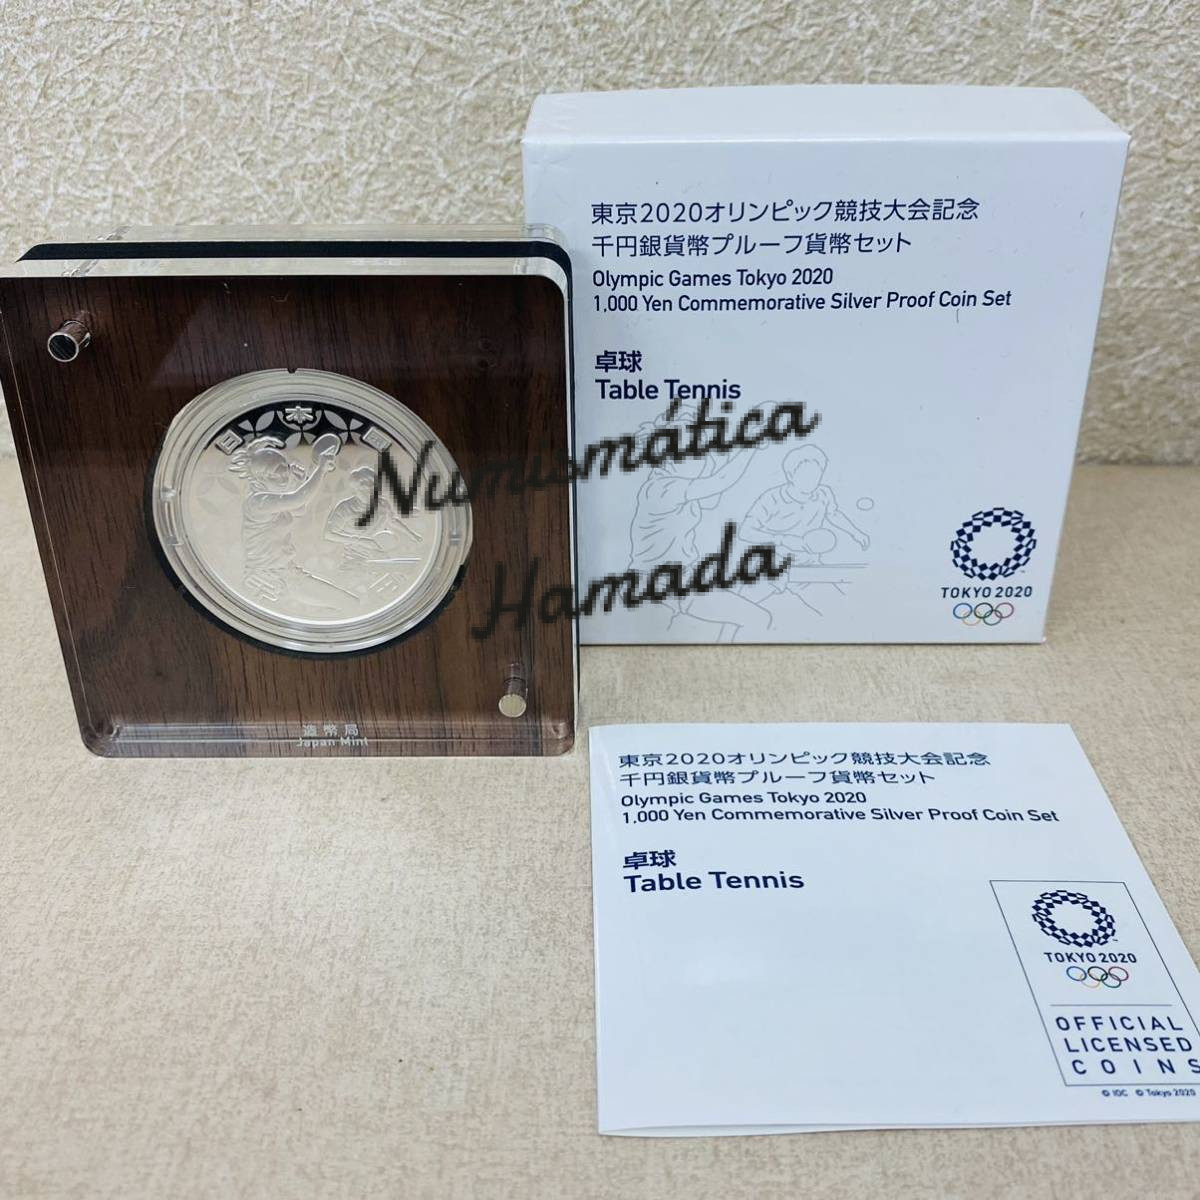 東京2020オリンピック競技大会記念
千円銀貨幣プルーフ貨幣セット
Olympic Games Tokyo 2020
1,000 Yen Commemorative Silver Proof Coin Set
卓球
Table Tennis
TOKYO 2020
日本
造幣局
Japan Mint
Numismática
Hamada
東京2020オリンピック競技大会記念
千円銀貨幣プルーフ貨幣セット
Olympic Games Tokyo 2020
1,000 Yen Commemorative Silver Proof Coin Set
卓球
Table Tennis
TOKYO 2020
OFFICIAL
LICENSED
COINS
© IOC © Tokyo 2020